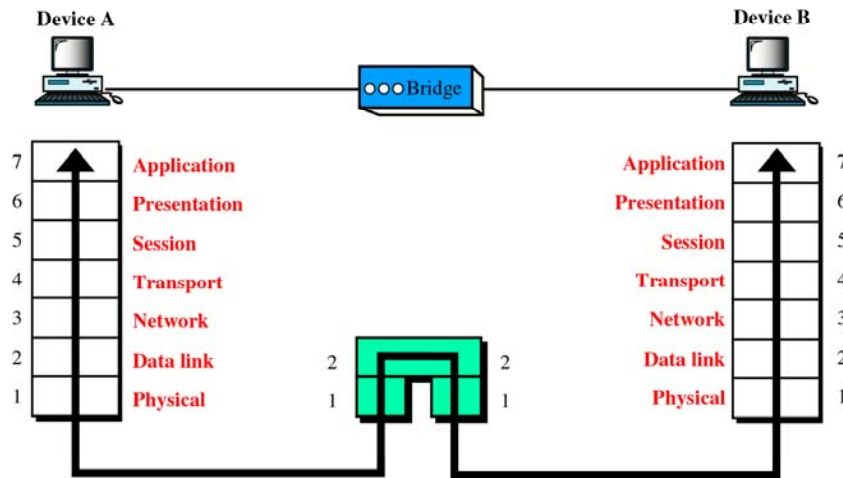 Device A
Device B
Bridge
7 Application Application 7
6 Presentation Presentation 6
5 Session Session 5
4 Transport Transport 4
3 Network Network 3
2 Data link 2 2 Data link 2
1 Physical 1 1 Physical 1